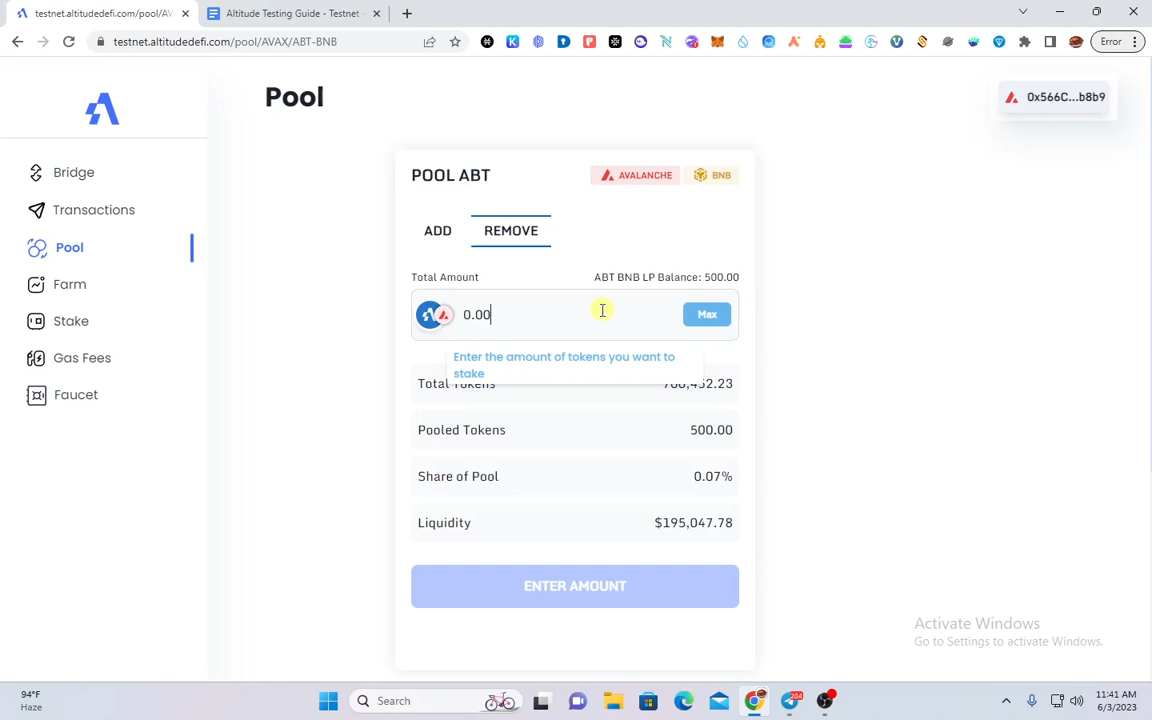 testnet.altitudedefi.com/pool/AV
Altitude Testing Guide - Testnet
testnet.altitudedefi.com/pool/AVAX/ABT-BNB
Error
Pool
0x566C...b8b9
Bridge
Transactions
Pool
Farm
Stake
Gas Fees
Faucet
POOL ABT
AVALANCHE
BNB
ADD
REMOVE
Total Amount
ABT BNB LP Balance: 500.00
0.00
Max
Enter the amount of tokens you want to
stake
Total Tokens
Pooled Tokens
500.00
Share of Pool
0.07%
Liquidity
$195,047.78
ENTER AMOUNT
Activate Windows
Go to Settings to activate Windows.
94°F
Haze
Search
204
11:41 AM
6/3/2023